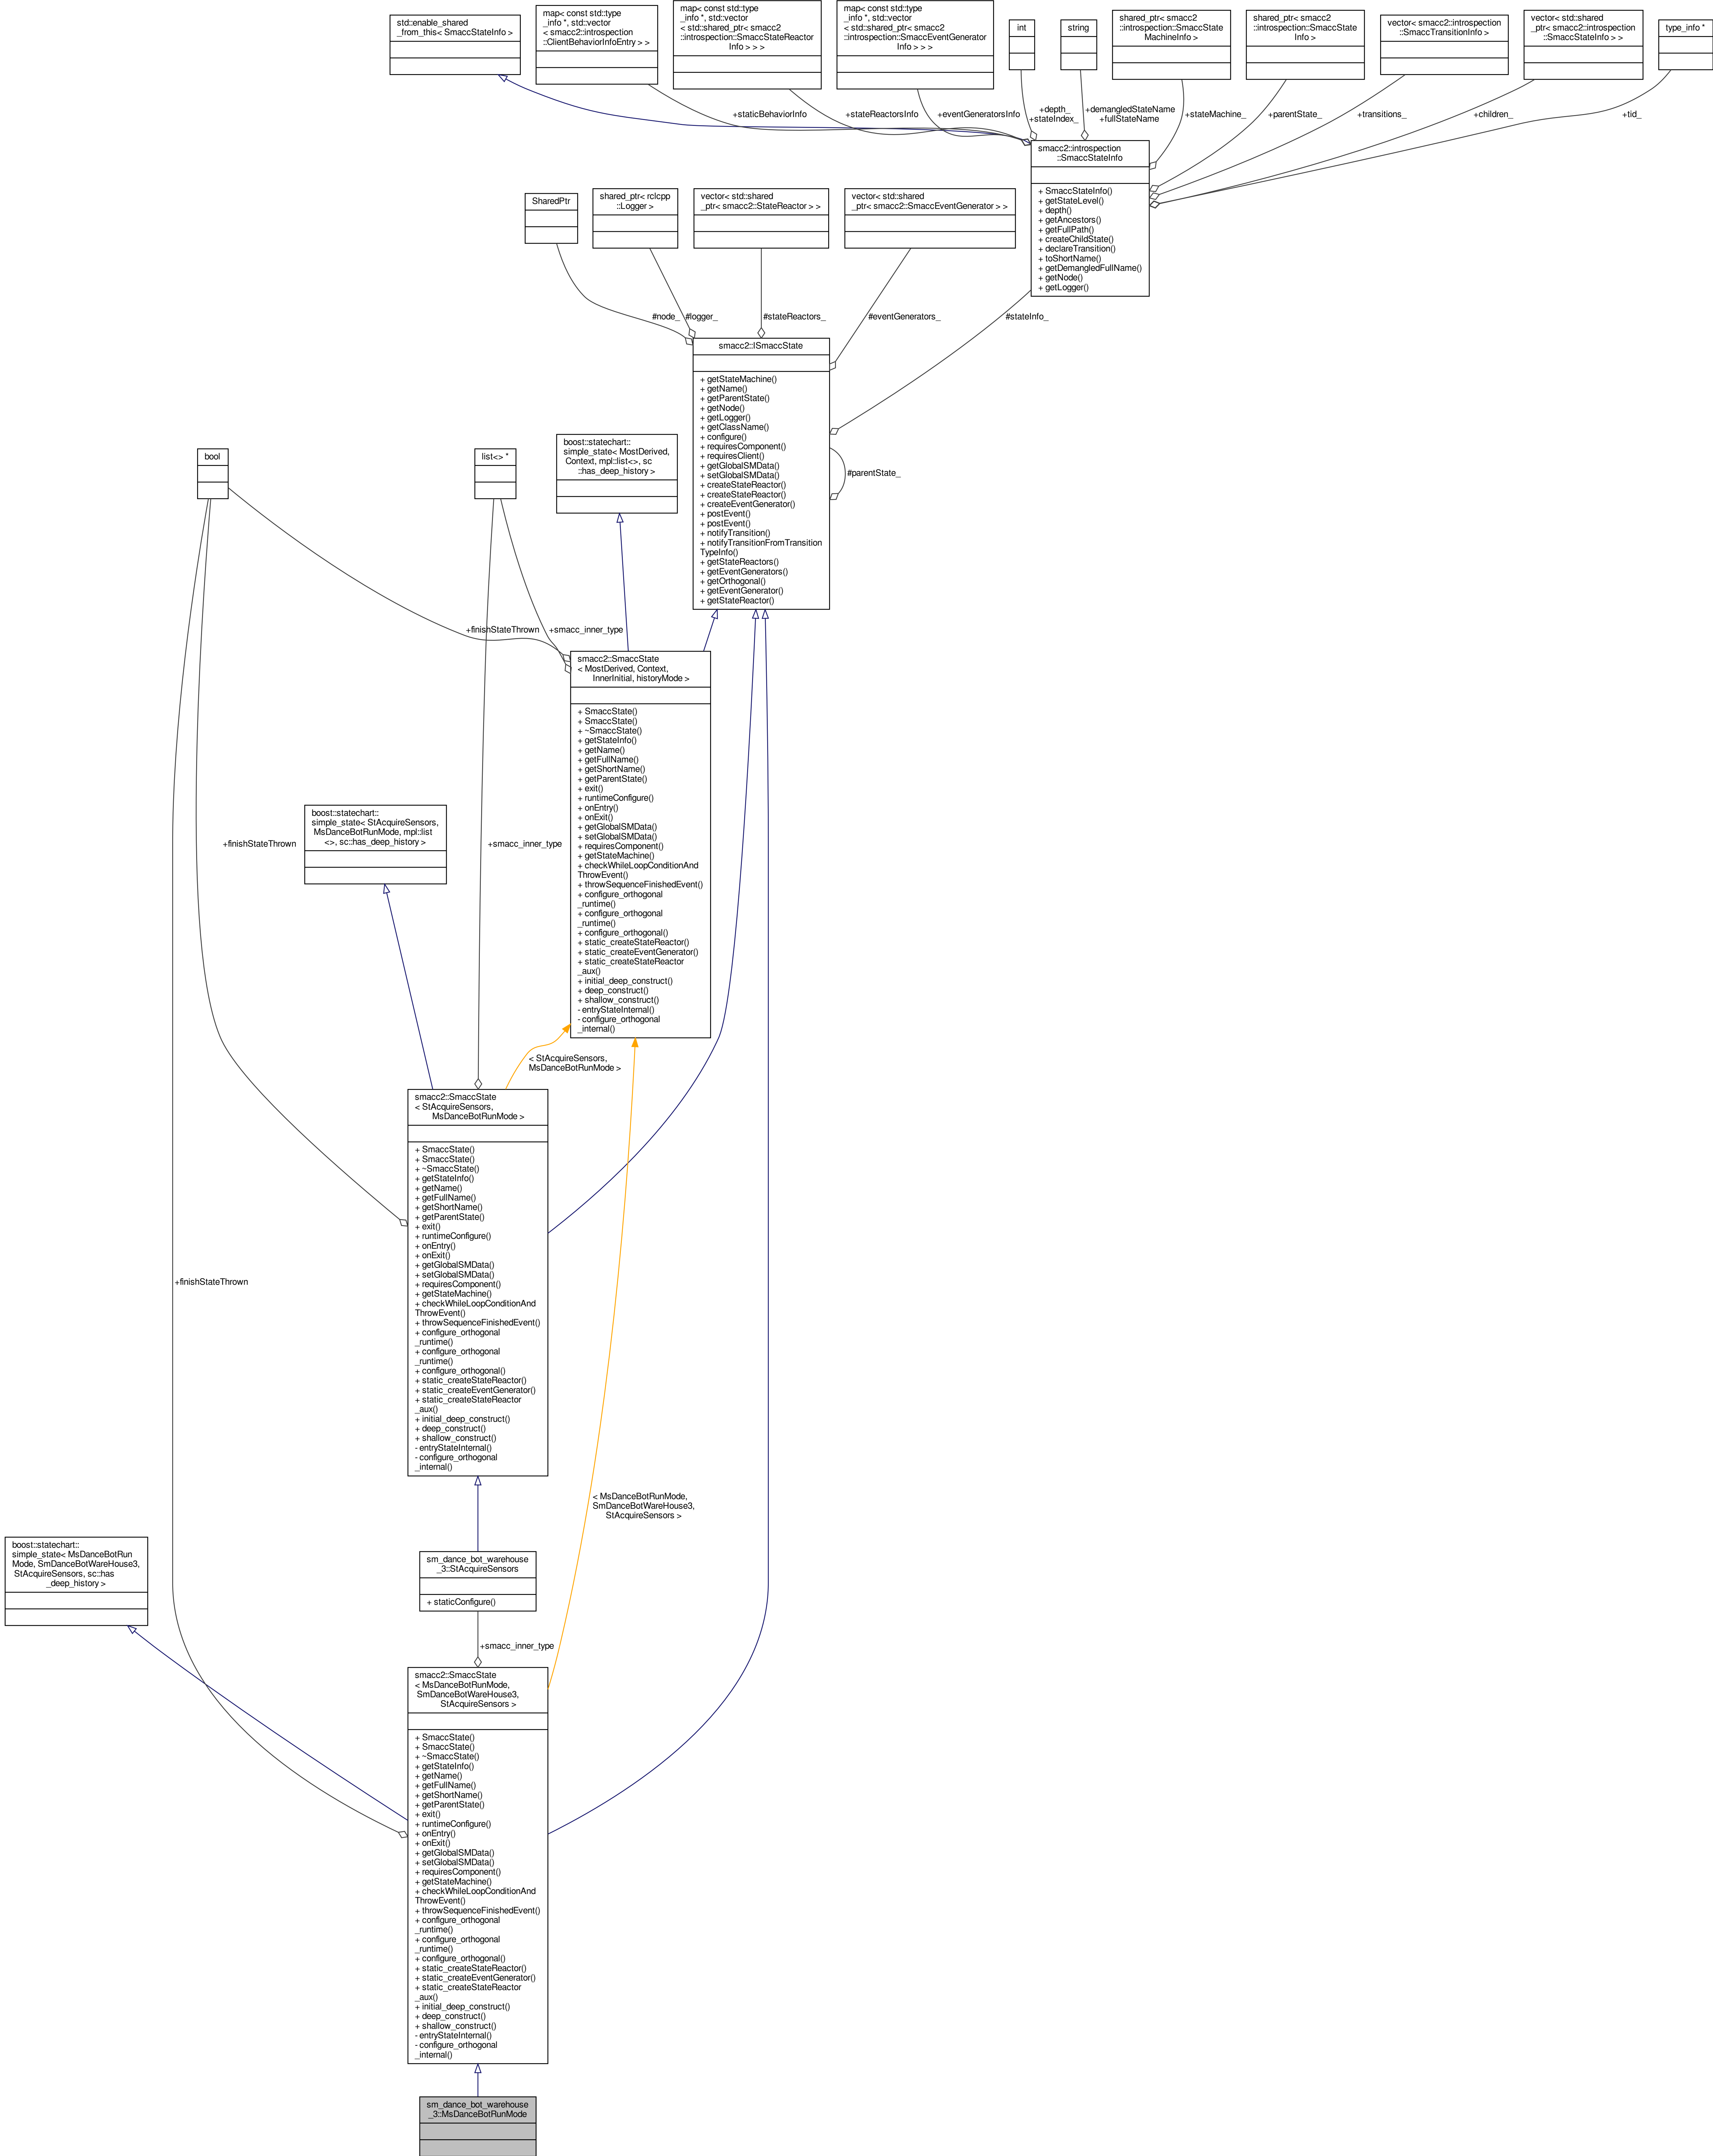 std::enable_shared
_from_this< SmaccStateInfo >
map< const std::type
_info *, std::vector
< smacc2::introspection
::ClientBehaviorInfoEntry > >
map< const std::type
_info *, std::vector
< std::shared_ptr< smacc2
::introspection::SmaccStateReactor
Info > > >
map< const std::type
_info *, std::vector
< std::shared_ptr< smacc2
::introspection::SmaccEventGenerator
Info > > >
int
string
shared_ptr< smacc2
::introspection::SmaccState
MachineInfo >
shared_ptr< smacc2
::introspection::SmaccState
Info >
vector< smacc2::introspection
::SmaccTransitionInfo >
vector< std::shared
_ptr< smacc2::introspection
::SmaccStateInfo > >
type_info *
+staticBehaviorInfo
+stateReactorsInfo
+eventGeneratorsInfo
+depth_
+stateIndex_
+demangledStateName
+fullStateName
+stateMachine_
+parentState_
+transitions_
+children_
+tid_
smacc2::introspection
::SmaccStateInfo
+ SmaccStateInfo()
+ getStateLevel()
+ depth()
+ getAncestors()
+ getFullPath()
+ createChildState()
+ declareTransition()
+ toShortName()
+ getDemangledFullName()
+ getNode()
+ getLogger()
SharedPtr
shared_ptr< rclcpp
::Logger >
vector< std::shared
_ptr< smacc2::StateReactor > >
vector< std::shared
_ptr< smacc2::SmaccEventGenerator > >
#node_
#logger_
#stateReactors_
#eventGenerators_
#stateInfo_
smacc2::ISmaccState
+ getStateMachine()
+ getName()
+ getParentState()
+ getNode()
+ getLogger()
+ getClassName()
+ configure()
+ requiresComponent()
+ requiresClient()
+ getGlobalSMData()
+ setGlobalSMData()
+ createStateReactor()
+ createStateReactor()
+ createEventGenerator()
+ postEvent()
+ postEvent()
+ notifyTransition()
+ notifyTransitionFromTransition
TypeInfo()
+ getStateReactors()
+ getEventGenerators()
+ getOrthogonal()
+ getEventGenerator()
+ getStateReactor()
#parentState_
bool
list<> *
boost::statechart::
simple_state< MostDerived,
Context, mpl::list<>, sc
::has_deep_history >
+finishStateThrown
+smacc_inner_type
smacc2::SmaccState
< MostDerived, Context,
InnerInitial, historyMode >
+ SmaccState()
+ SmaccState()
+ ~SmaccState()
+ getStateInfo()
+ getName()
+ getFullName()
+ getShortName()
+ getParentState()
+ exit()
+ runtimeConfigure()
+ onEntry()
+ onExit()
+ getGlobalSMData()
+ setGlobalSMData()
+ requiresComponent()
+ getStateMachine()
+ checkWhileLoopConditionAnd
ThrowEvent()
+ throwSequenceFinishedEvent()
+ configure_orthogonal
_runtime()
+ configure_orthogonal
_runtime()
+ configure_orthogonal()
+ static_createStateReactor()
+ static_createEventGenerator()
+ static_createStateReactor
_aux()
+ initial_deep_construct()
+ deep_construct()
+ shallow_construct()
- entryStateInternal()
- configure_orthogonal
_internal()
boost::statechart::
simple_state< StAcquireSensors,
MsDanceBotRunMode, mpl::list
<>, sc::has_deep_history >
+finishStateThrown
+smacc_inner_type
< StAcquireSensors,
MsDanceBotRunMode >
smacc2::SmaccState
< StAcquireSensors,
MsDanceBotRunMode >
+ SmaccState()
+ SmaccState()
+ ~SmaccState()
+ getStateInfo()
+ getName()
+ getFullName()
+ getShortName()
+ getParentState()
+ exit()
+ runtimeConfigure()
+ onEntry()
+ onExit()
+ getGlobalSMData()
+ setGlobalSMData()
+ requiresComponent()
+ getStateMachine()
+ checkWhileLoopConditionAnd
ThrowEvent()
+ throwSequenceFinishedEvent()
+ configure_orthogonal
_runtime()
+ configure_orthogonal
_runtime()
+ configure_orthogonal()
+ static_createStateReactor()
+ static_createEventGenerator()
+ static_createStateReactor
_aux()
+ initial_deep_construct()
+ deep_construct()
+ shallow_construct()
- entryStateInternal()
- configure_orthogonal
_internal()
+finishStateThrown
< MsDanceBotRunMode,
SmDanceBotWareHouse3,
StAcquireSensors >
boost::statechart::
simple_state< MsDanceBotRun
Mode, SmDanceBotWareHouse3,
StAcquireSensors, sc::has
_deep_history >
sm_dance_bot_warehouse
_3::StAcquireSensors
+ staticConfigure()
+smacc_inner_type
smacc2::SmaccState
< MsDanceBotRunMode,
SmDanceBotWareHouse3,
StAcquireSensors >
+ SmaccState()
+ SmaccState()
+ ~SmaccState()
+ getStateInfo()
+ getName()
+ getFullName()
+ getShortName()
+ getParentState()
+ exit()
+ runtimeConfigure()
+ onEntry()
+ onExit()
+ getGlobalSMData()
+ setGlobalSMData()
+ requiresComponent()
+ getStateMachine()
+ checkWhileLoopConditionAnd
ThrowEvent()
+ throwSequenceFinishedEvent()
+ configure_orthogonal
_runtime()
+ configure_orthogonal
_runtime()
+ configure_orthogonal()
+ static_createStateReactor()
+ static_createEventGenerator()
+ static_createStateReactor
_aux()
+ initial_deep_construct()
+ deep_construct()
+ shallow_construct()
- entryStateInternal()
- configure_orthogonal
_internal()
sm_dance_bot_warehouse
_3::MsDanceBotRunMode